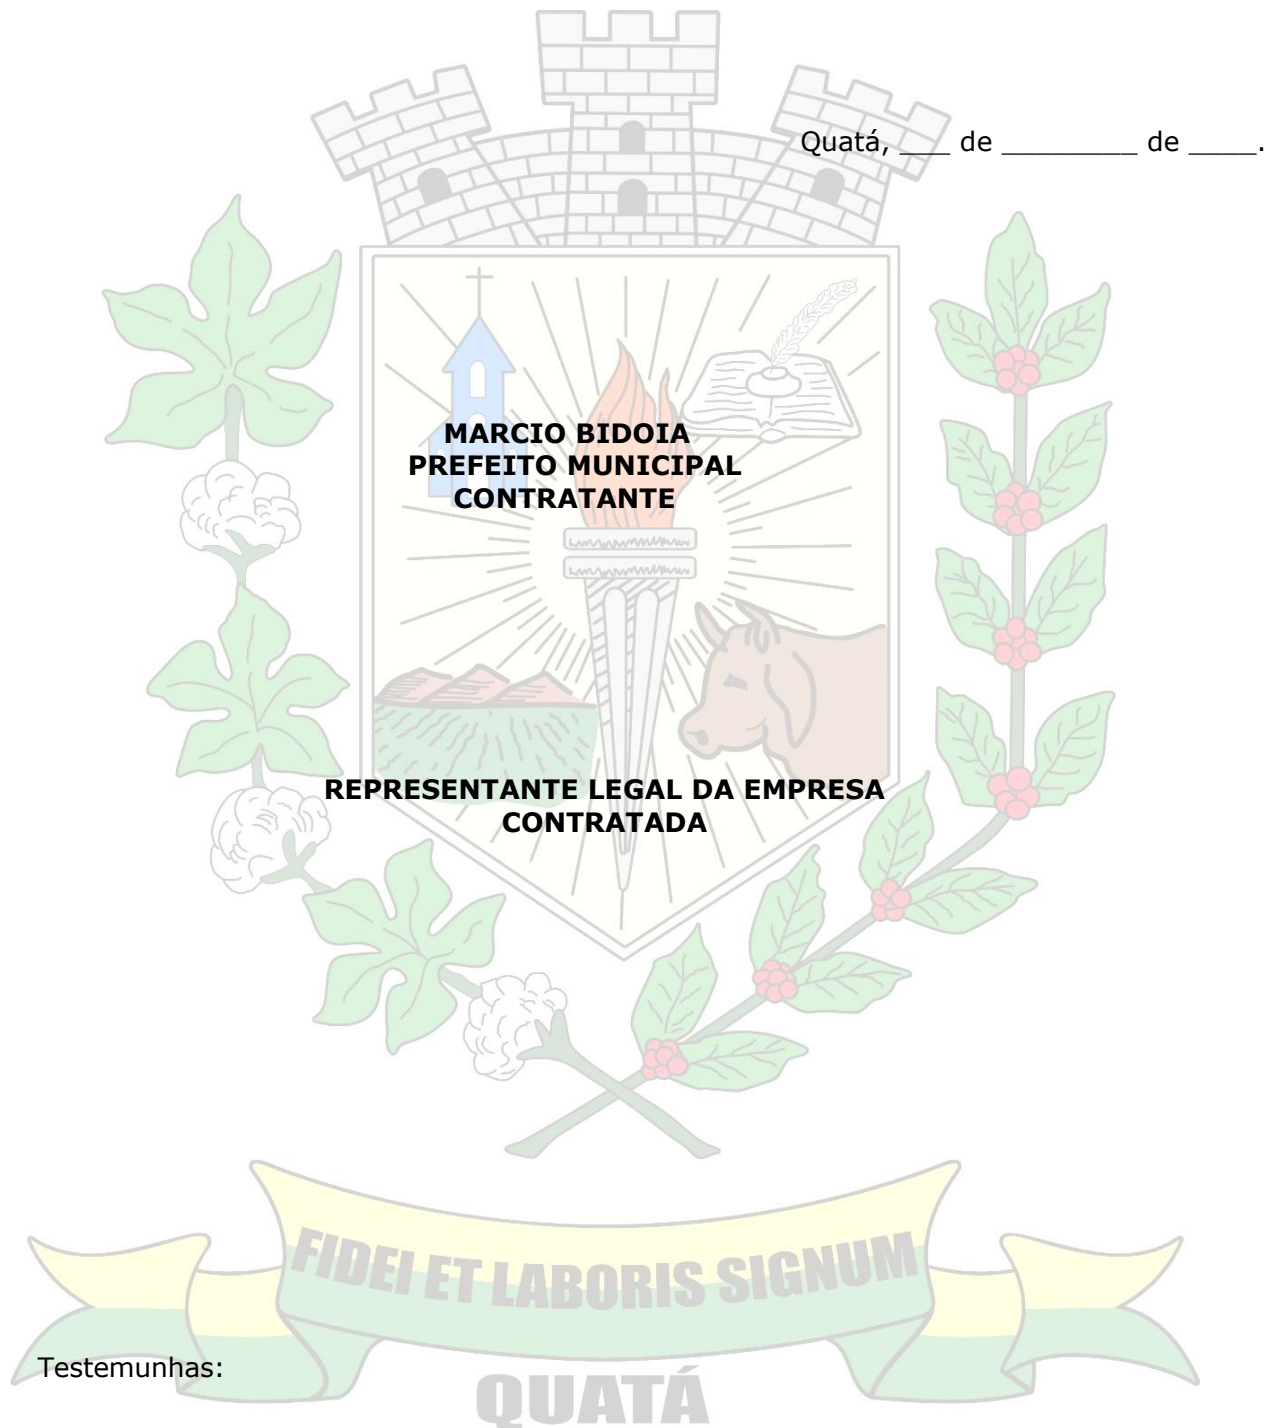 Quatá, ___ de ________ de ____.
MARCIO BIDOIA
PREFEITO MUNICIPAL
CONTRATANTE
REPRESENTANTE LEGAL DA EMPRESA
CONTRATADA
FIDEI ET LABORIS SIGNUM
Testemunhas:
QUATÁ